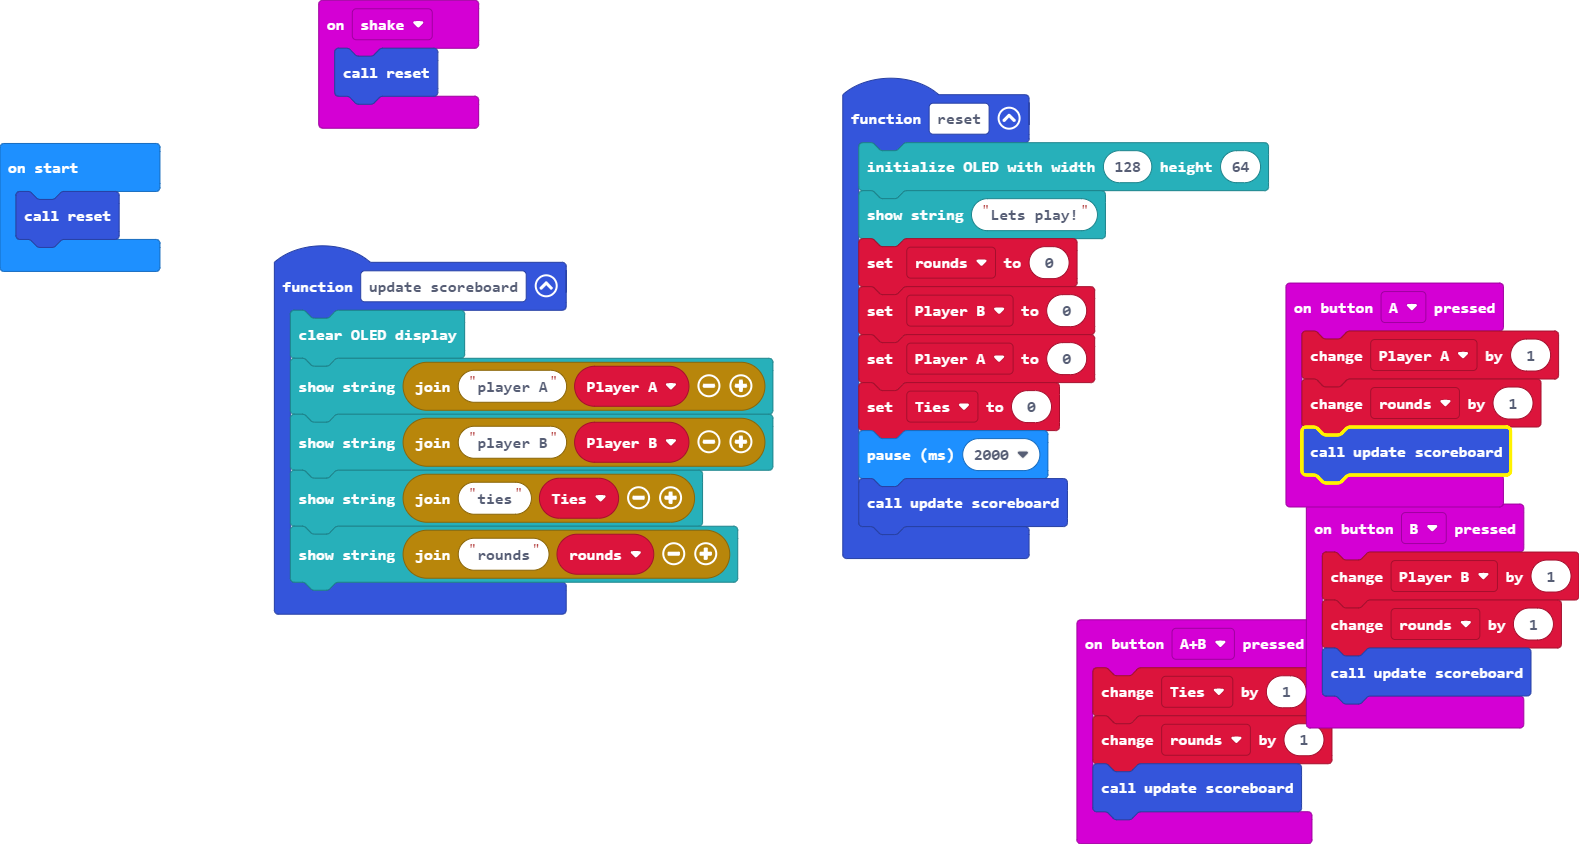 on shake
call reset
on start
call reset
function update scoreboard
clear OLED display
show string join "player A" Player A
show string join "player B" Player B
show string join "ties" Ties
show string join "rounds" rounds
function reset
initialize OLED with width 128 height 64
show string "Lets play!"
set rounds to 0
set Player B to 0
set Player A to 0
set Ties to 0
pause (ms) 2000
call update scoreboard
on button A pressed
change Player A by 1
change rounds by 1
call update scoreboard
on button B pressed
change Player B by 1
change rounds by 1
call update scoreboard
on button A+B pressed
change Ties by 1
change rounds by 1
call update scoreboard